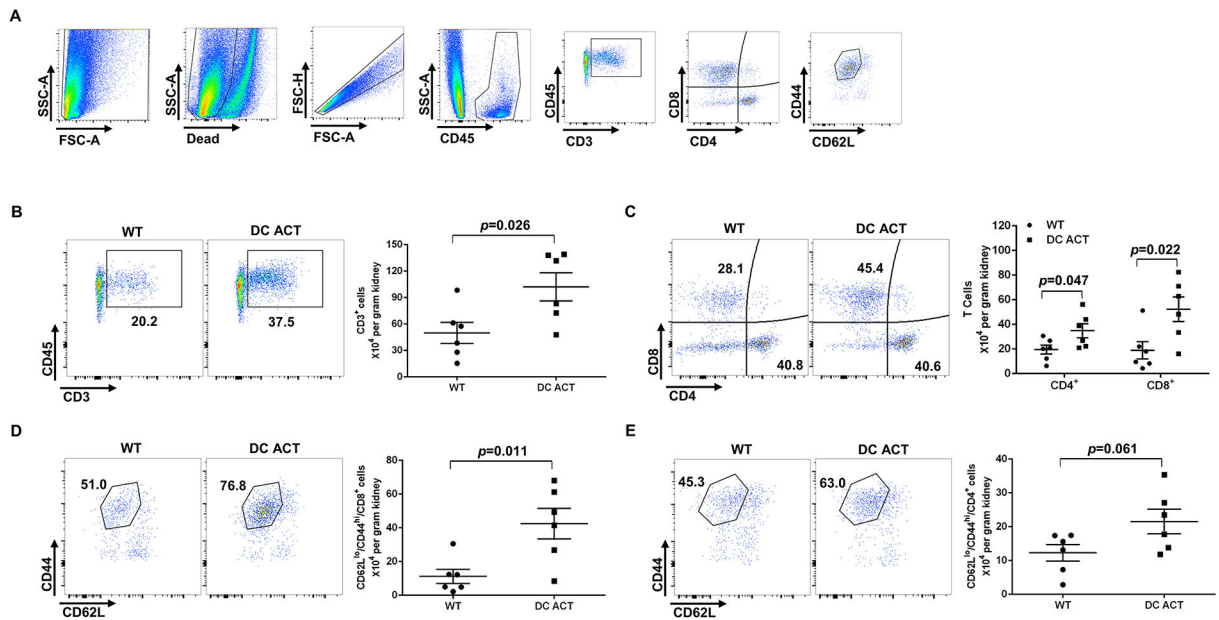 A
SSC-A
FSC-A
SSC-A
Dead
FSC-H
FSC-A
SSC-A
CD45
CD45
CD3
CD8
CD4
CD44
CD62L
B
WT
DC ACT
20.2
37.5
CD45
CD3
p=0.026
150
120
90
60
30
0
CD3⁺ cells
X10⁴ per gram kidney
WT
DC ACT
C
WT
DC ACT
28.1
45.4
40.8
40.6
CD8
CD4
WT
DC ACT
p=0.022
p=0.047
100
80
60
40
20
0
T Cells
X10⁴ per gram kidney
CD4⁺
CD8⁺
D
WT
DC ACT
51.0
76.8
CD44
CD62L
p=0.011
80
60
40
20
0
CD62Lˡᵒ/CD44ʰⁱ/CD8⁺ cells
X10⁴ per gram kidney
WT
DC ACT
E
WT
DC ACT
45.3
63.0
CD44
CD62L
p=0.061
40
30
20
10
0
CD62Lˡᵒ/CD44ʰⁱ/CD4⁺ cells
X10⁴ per gram kidney
WT
DC ACT